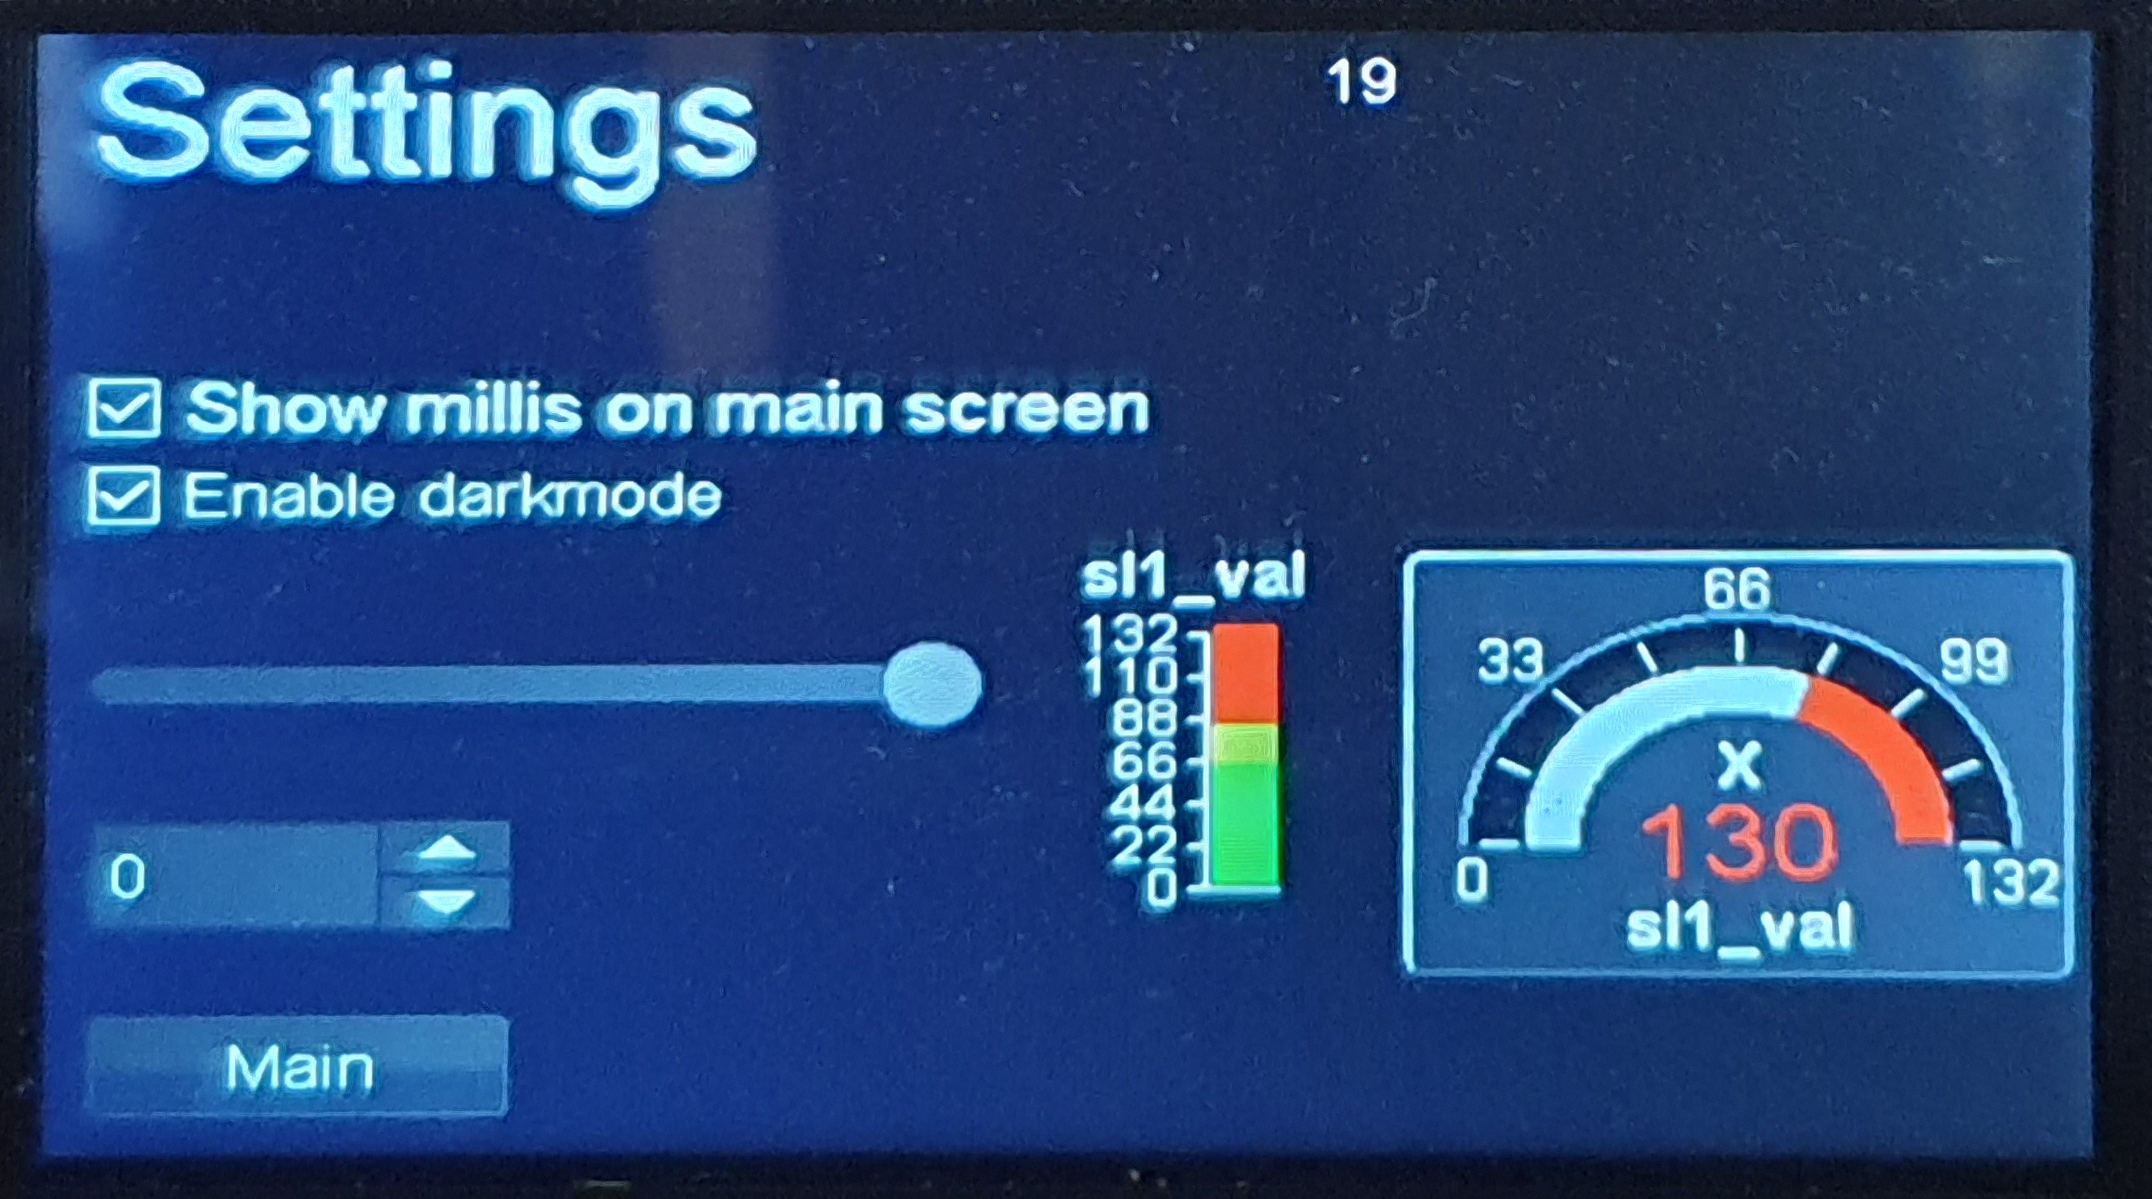 Settings
19
Show millis on main screen
Enable darkmode
sl1_val
132
110
88
66
44
22
0
66
33
99
X
130
0
132
sl1_val
0
Main